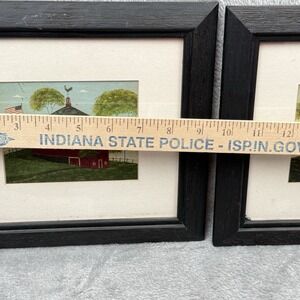 3 4 5 6 7 8 9 10 11 12
INDIANA STATE POLICE - ISP.IN.GOV